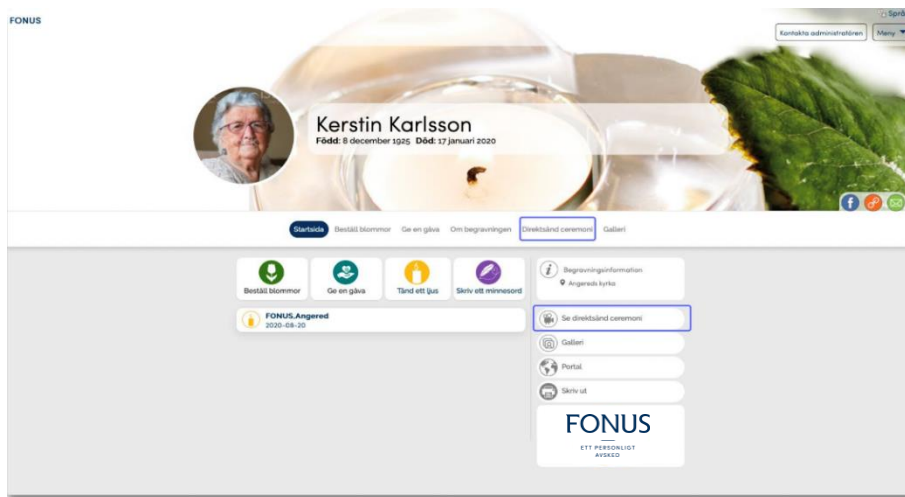 FONUS
Språ
Kontakta administratören
Meny
Kerstin Karlsson
Född: 8 december 1925 Död: 17 januari 2020
Startsida Beställ blommor Ge en gåva Om begravningen Direktsänd ceremoni Galleri
Beställ blommor Ge en gåva Tänd ett ljus Skriv ett minnesord
FONUS,Angered
2020-08-20
Begravningsinformation
Angereds kyrka
Se direktsänd ceremoni
Galleri
Portal
Skriv ut
FONUS
ETT PERSONLIGT
AVSKED